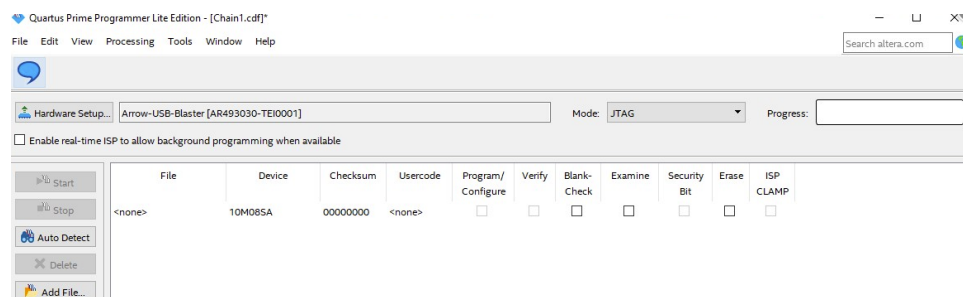 Quartus Prime Programmer Lite Edition - [Chain1.cdf]*
File Edit View Processing Tools Window Help
Search altera.com
Hardware Setup... Arrow-USB-Blaster [AR493030-TEI0001] Mode: JTAG Progress:
Enable real-time ISP to allow background programming when available
Start
Stop
Auto Detect
Delete
Add File...
File Device Checksum Usercode Program/ Verify Blank- Examine Security Erase ISP
Configure Check Bit CLAMP
<none> 10M08SA 00000000 <none>